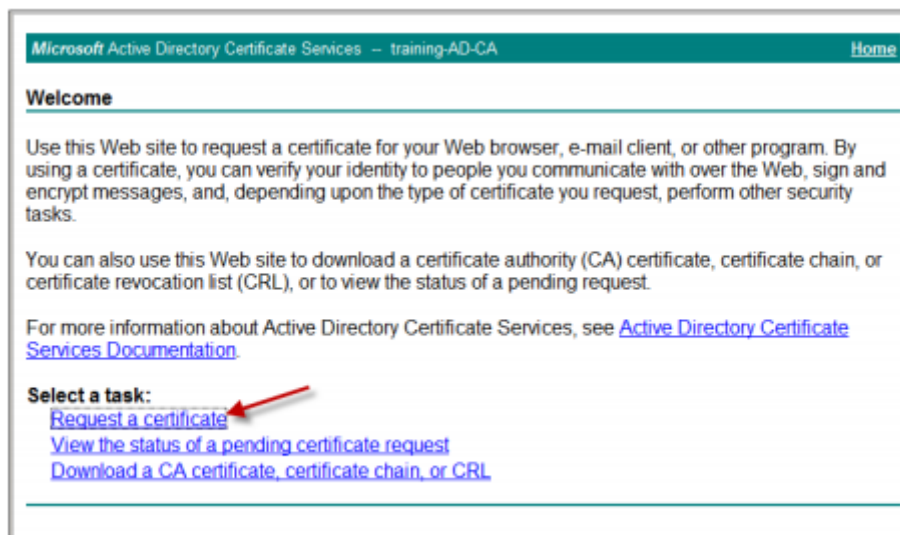 Microsoft Active Directory Certificate Services -- training-AD-CA Home
Welcome
Use this Web site to request a certificate for your Web browser, e-mail client, or other program. By
using a certificate, you can verify your identity to people you communicate with over the Web, sign and
encrypt messages, and, depending upon the type of certificate you request, perform other security
tasks.
You can also use this Web site to download a certificate authority (CA) certificate, certificate chain, or
certificate revocation list (CRL), or to view the status of a pending request.
For more information about Active Directory Certificate Services, see Active Directory Certificate
Services Documentation.
Select a task:
Request a certificate
View the status of a pending certificate request
Download a CA certificate, certificate chain, or CRL